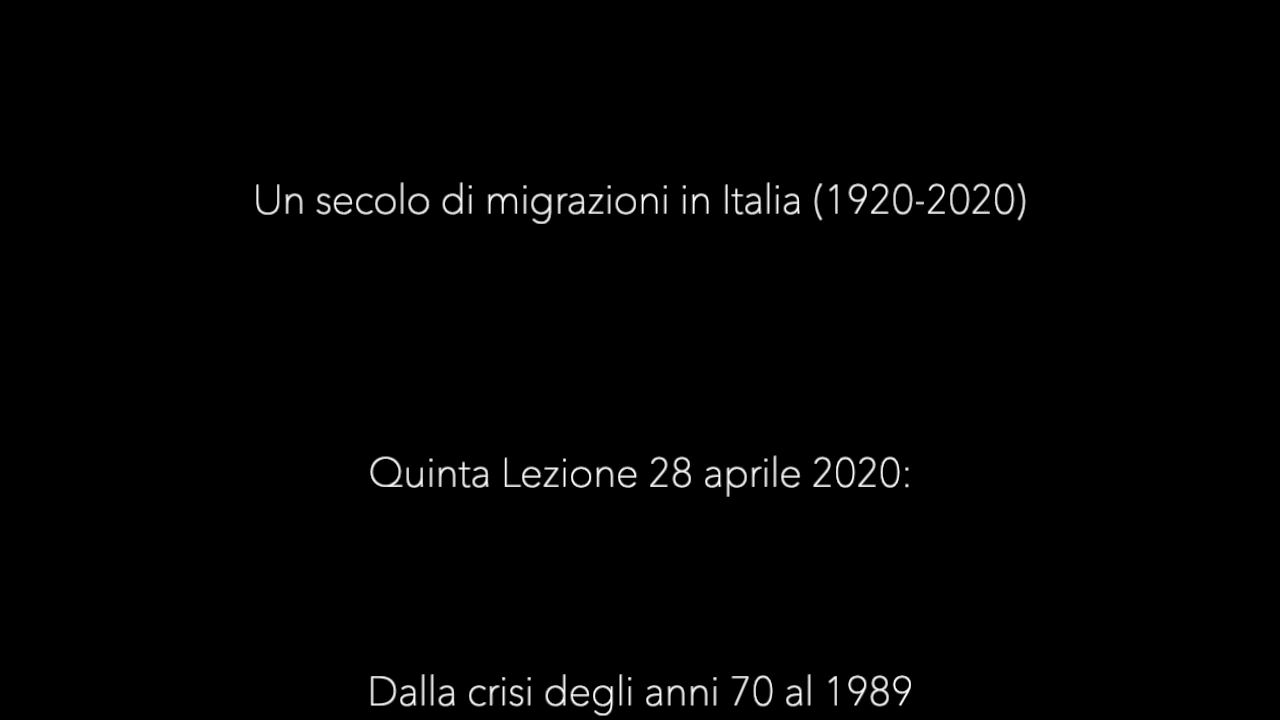 Un secolo di migrazioni in Italia (1920-2020)
Quinta Lezione 28 aprile 2020:
Dalla crisi degli anni 70 al 1989